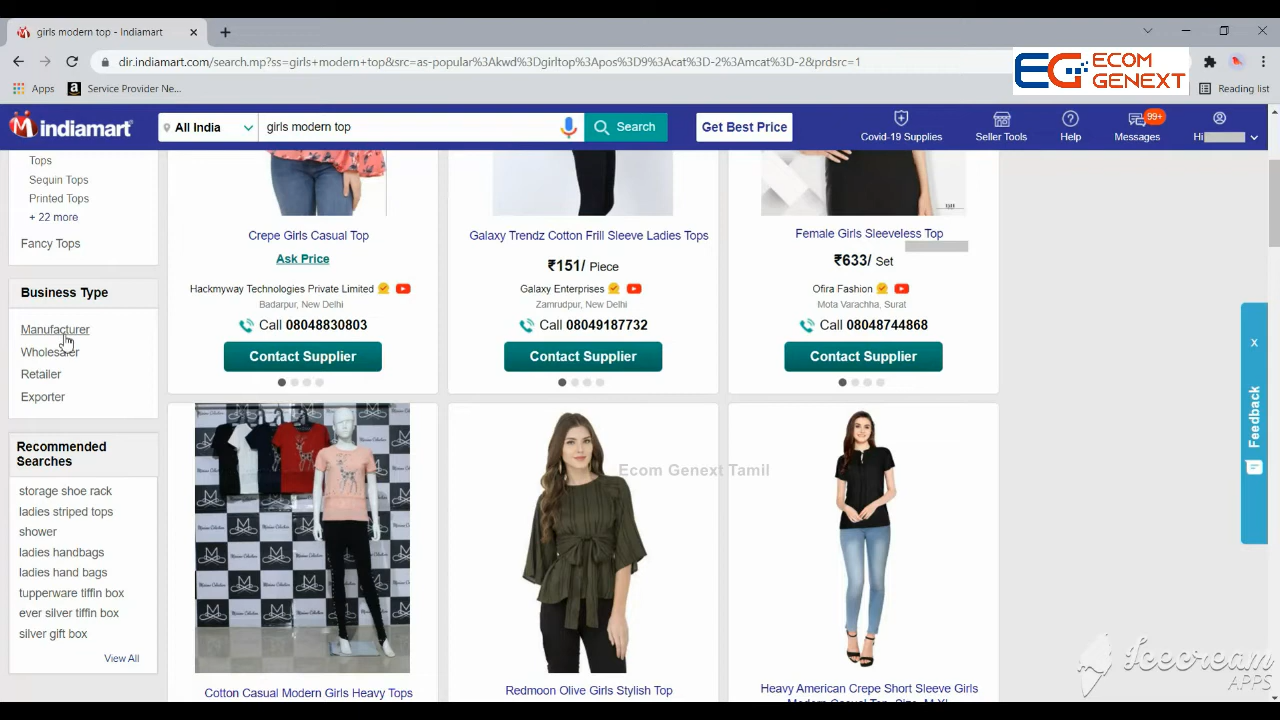 girls modern top - Indiamart
dir.indiamart.com/search.mp?ss=girls+modern+to
as-popular%3Akwd%3Dgirltop%3Apos%3D9%3Acat%3D-2%3Amcat%3D-2&prdsrc=1
ECOM
GENEXT
Apps
Service Provider Ne...
Reading list
indiamart
All India
girls modern top
Search
Get Best Price
Covid-19 Supplies
Seller Tools
Help
99+
Messages
Hi
Tops
Sequin Tops
Printed Tops
+ 22 more
Fancy Tops
Business Type
Manufacturer
Wholesaler
Retailer
Exporter
Recommended
Searches
storage shoe rack
ladies striped tops
shower
ladies handbags
ladies hand bags
tupperware tiffin box
ever silver tiffin box
silver gift box
View All
Crepe Girls Casual Top
Ask Price
Hackmyway Technologies Private Limited
Badarpur, New Delhi
Call 08048830803
Contact Supplier
Galaxy Trendz Cotton Frill Sleeve Ladies Tops
₹151/ Piece
Galaxy Enterprises
Zamrudpur, New Delhi
Call 08049187732
Contact Supplier
Female Girls Sleeveless Top
₹633/ Set
Ofira Fashion
Mota Varachha, Surat
Call 08048744868
Contact Supplier
Cotton Casual Modern Girls Heavy Tops
Redmoon Olive Girls Stylish Top
Heavy American Crepe Short Sleeve Girls
Ecom Genext Tamil
X
Feedback
Icecream
APPS